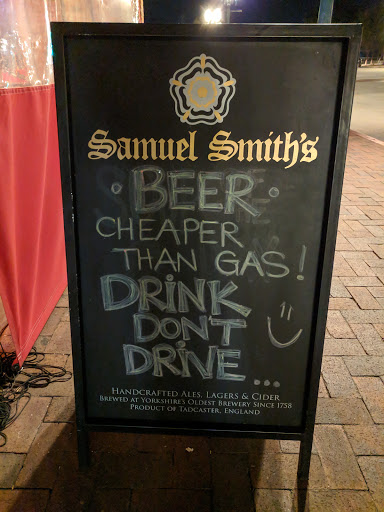 Samuel Smith's
• BEER •
CHEAPER
THAN GAS!
DRiNK
DON'T
DRiVE ...
HANDCRAFTED ALES, LAGERS & CIDER
BREWED AT YORKSHIRE'S OLDEST BREWERY SINCE 1758
PRODUCT OF TADCASTER, ENGLAND